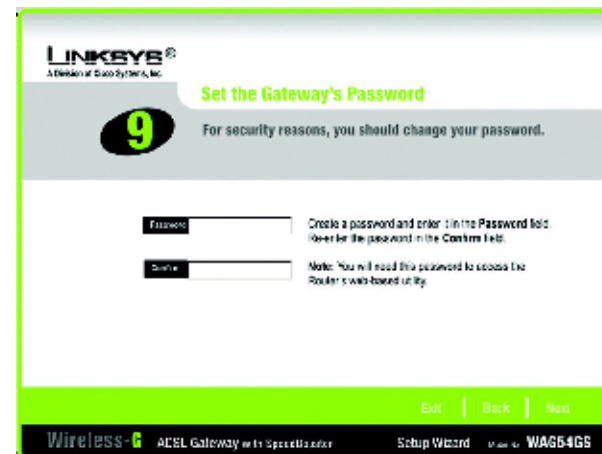 LINKSYS®
A Division of Cisco Systems, Inc.
Set the Gateway's Password
9
For security reasons, you should change your password.
Password
Create a password and enter it in the Password field.
Re-enter the password in the Confirm field.
Confirm
Note: You will need this password to access the
Router's web-based utility.
Exit
Back
Next
Wireless-G ADSL Gateway with SpeedBooster
Setup Wizard
Model No. WAG54GS